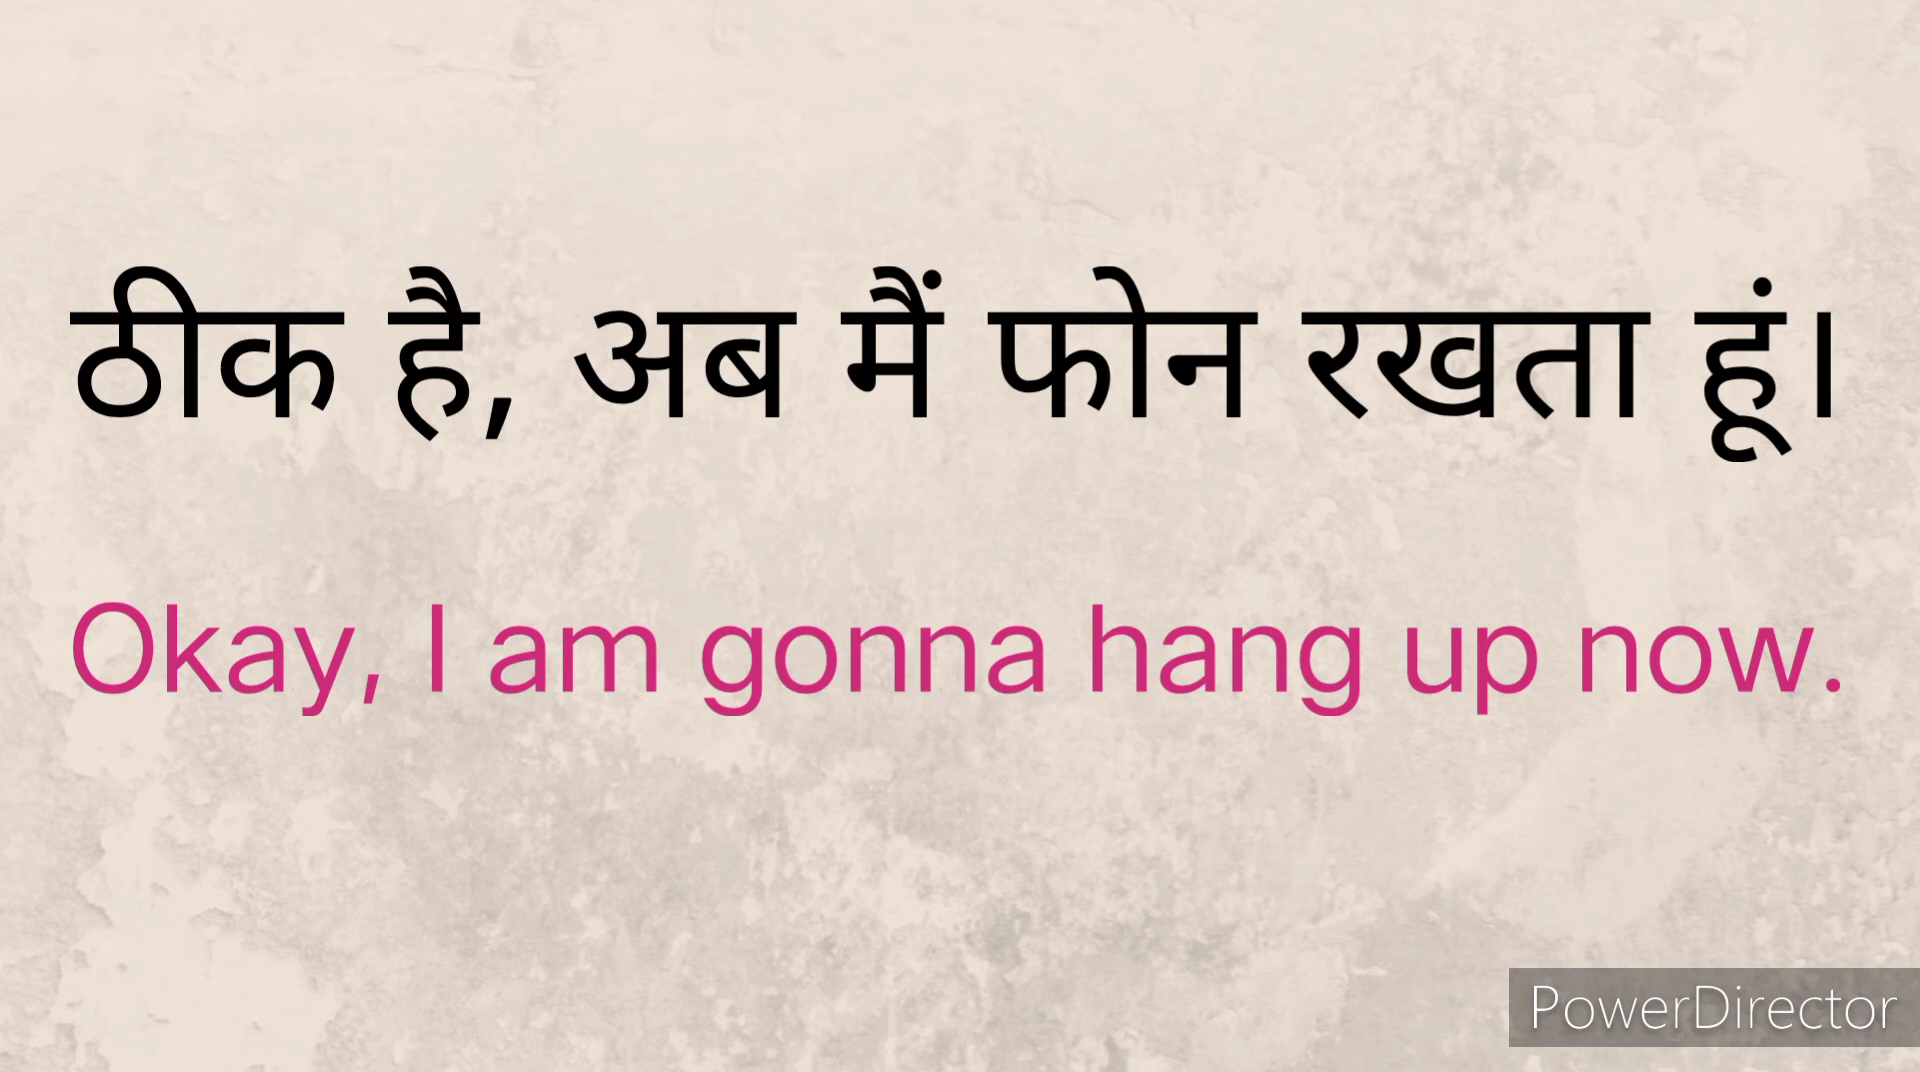 ठीक है, अब मैं फोन रखता हूं।
Okay, I am gonna hang up now.
PowerDirector